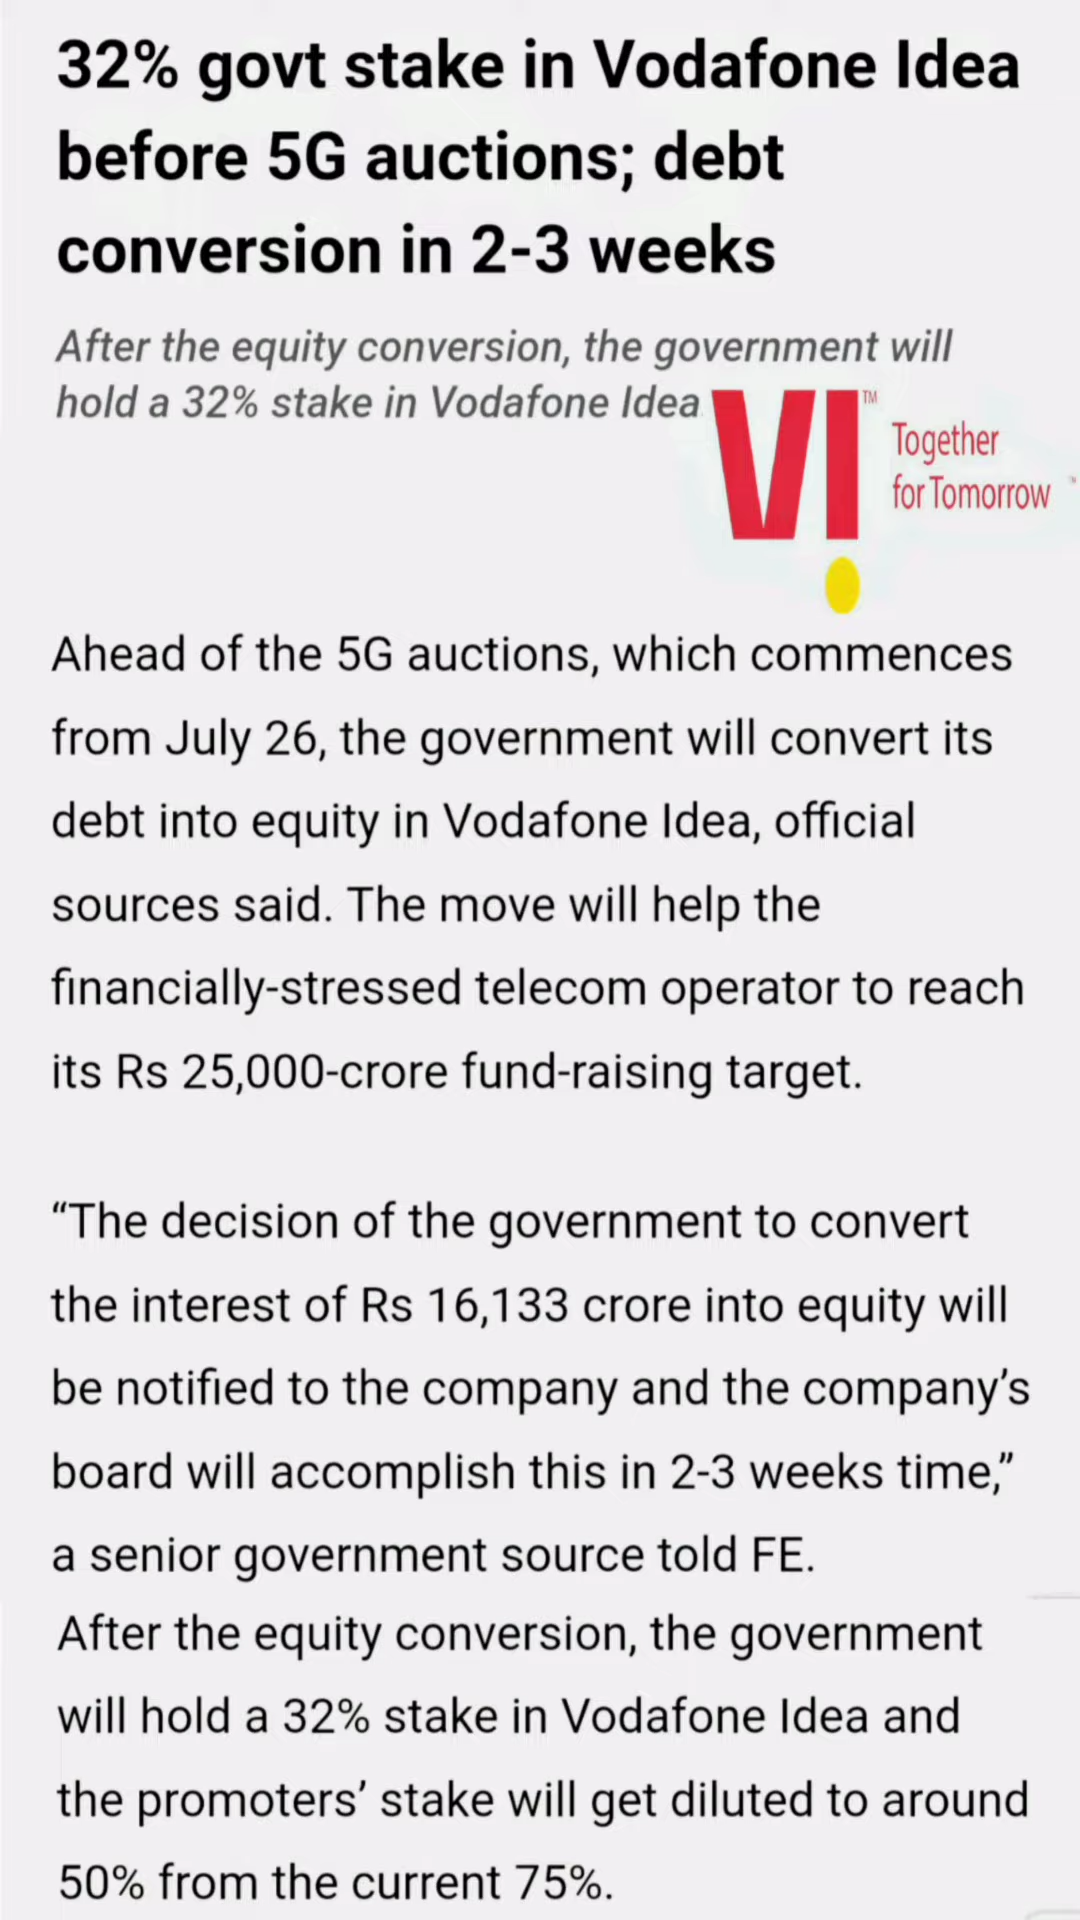 32% govt stake in Vodafone Idea
before 5G auctions; debt
conversion in 2-3 weeks
After the equity conversion, the government will
hold a 32% stake in Vodafone Idea
VI™
Together
for Tomorrow
Ahead of the 5G auctions, which commences
from July 26, the government will convert its
debt into equity in Vodafone Idea, official
sources said. The move will help the
financially-stressed telecom operator to reach
its Rs 25,000-crore fund-raising target.
“The decision of the government to convert
the interest of Rs 16,133 crore into equity will
be notified to the company and the company’s
board will accomplish this in 2-3 weeks time,”
a senior government source told FE.
After the equity conversion, the government
will hold a 32% stake in Vodafone Idea and
the promoters’ stake will get diluted to around
50% from the current 75%.